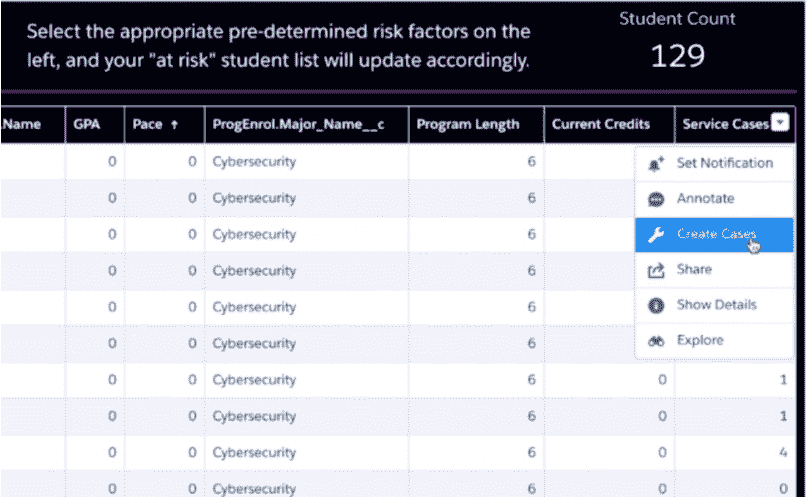 Select the appropriate pre-determined risk factors on the
left, and your "at risk" student list will update accordingly.
Student Count
129
.Name GPA Pace ↑ ProgEnrol.Major_Name__c Program Length Current Credits Service Cases
0 0 Cybersecurity 6 Set Notification
0 0 Cybersecurity 6 Annotate
0 0 Cybersecurity 6 Create Cases
0 0 Cybersecurity 6 Share
0 0 Cybersecurity 6 Show Details
0 0 Cybersecurity 6 Explore
0 0 Cybersecurity 6 0 1
0 0 Cybersecurity 6 0 1
0 0 Cybersecurity 6 0 4
0 0 Cybersecurity 6 0 0